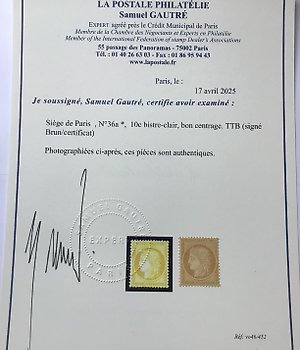 LA POSTALE PHILATÉLIE
Samuel GAUTRÉ
EXPERT agréé près le Crédit Municipal de Paris
Membre de la Chambre des Négociants et Experts en Philatélie
Member of the International Federation of stamp Dealer's Associations
55 passage des Panoramas - 75002 Paris
Tél. : 01 40 26 63 03 - Fax : 01 86 95 94 43
www.lapostale.fr
Paris, le :
17 avril 2025
Je soussigné, Samuel Gautré, certifie avoir examiné :
Siège de Paris , N°36a *, 10c bistre-clair, bon centrage. TTB (signé
Brun/certificat)
Photographiées ci-après, ces pièces sont authentiques.
EXPERT
PARIS